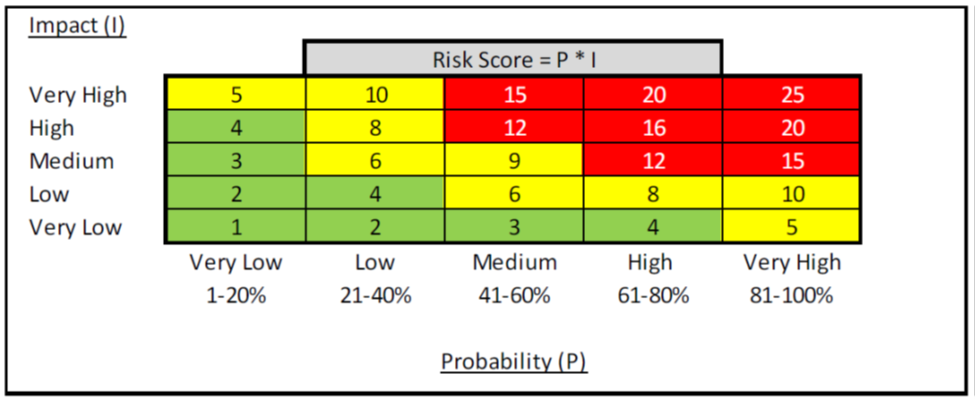 Impact (I)
Risk Score = P * I
Very High 5 10 15 20 25
High 4 8 12 16 20
Medium 3 6 9 12 15
Low 2 4 6 8 10
Very Low 1 2 3 4 5
Very Low Low Medium High Very High
1-20% 21-40% 41-60% 61-80% 81-100%
Probability (P)